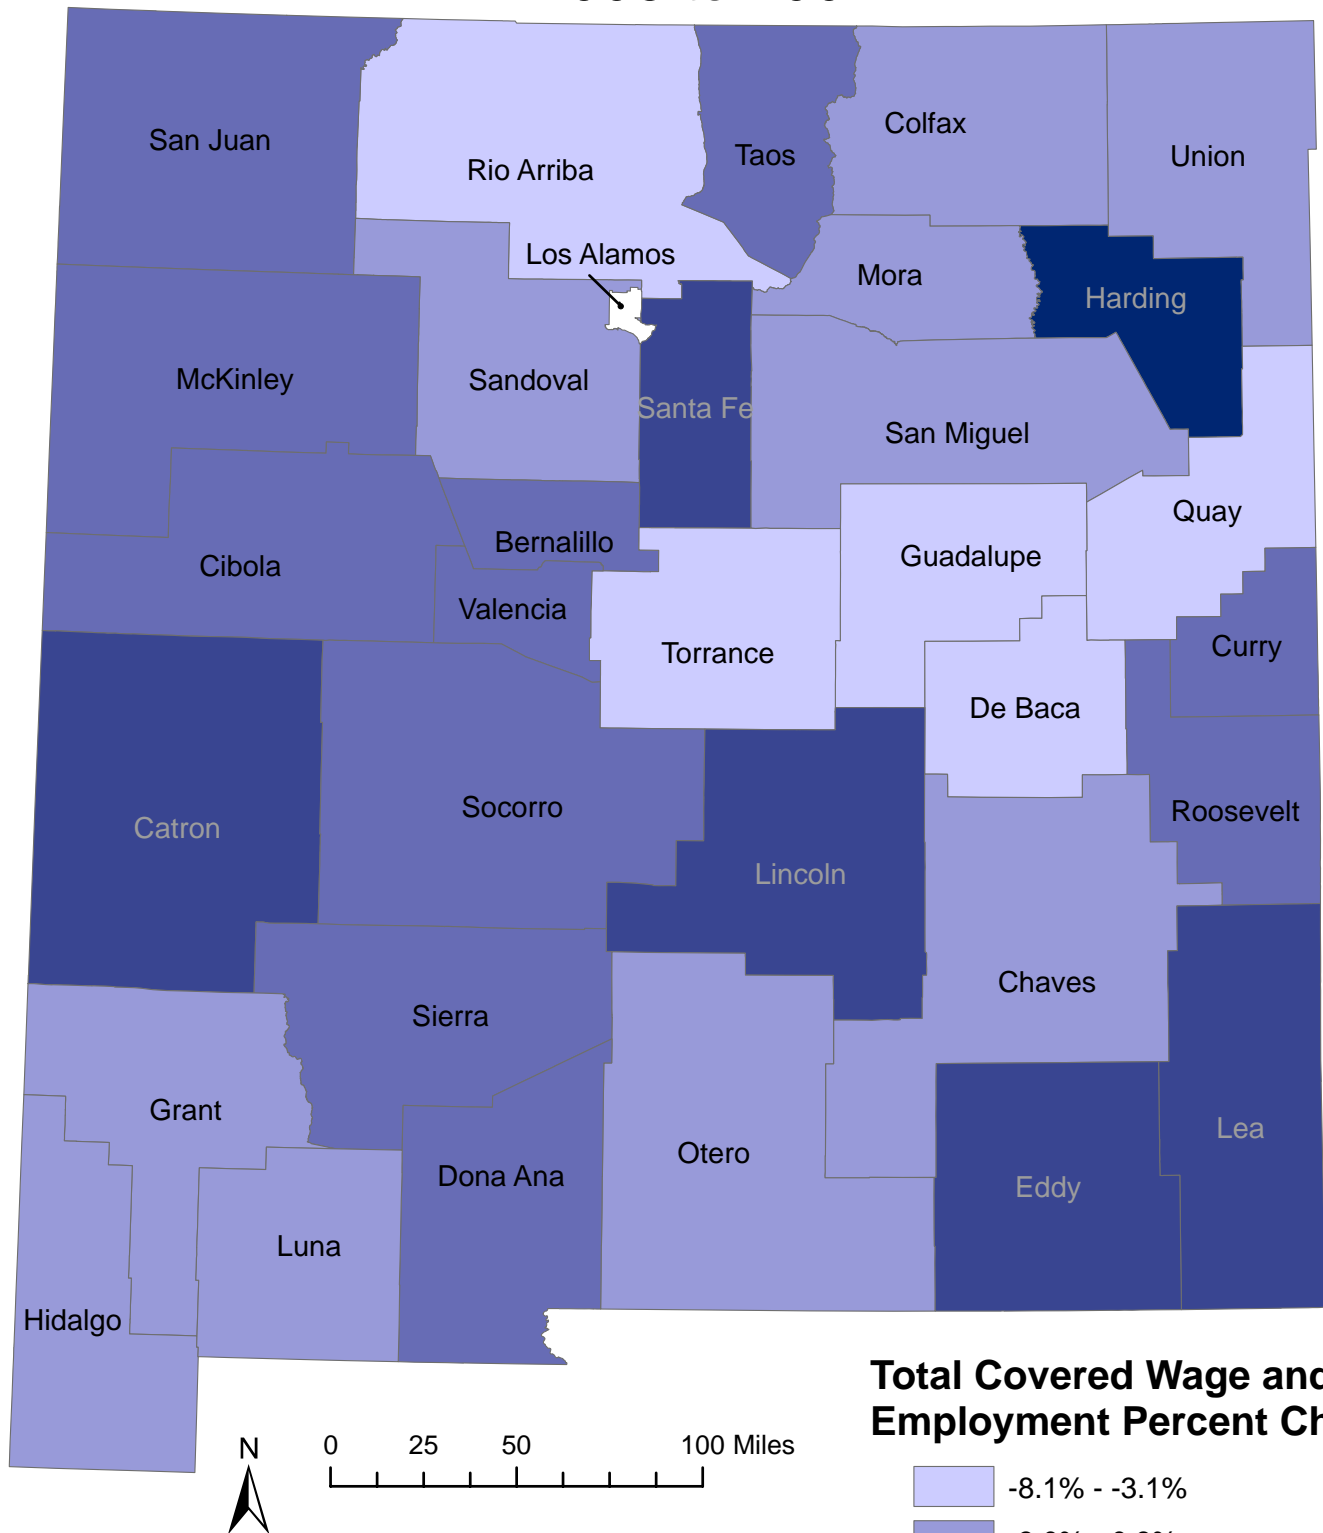 San Juan
Rio Arriba
Taos
Colfax
Union
Los Alamos
Mora
Harding
McKinley
Sandoval
Santa Fe
San Miguel
Quay
Bernalillo
Guadalupe
Cibola
Valencia
Torrance
Curry
De Baca
Socorro
Roosevelt
Catron
Lincoln
Chaves
Sierra
Grant
Otero
Lea
Dona Ana
Eddy
Luna
Hidalgo
Total Covered Wage and
Employment Percent Ch
N
0 25 50 100 Miles
-8.1% - -3.1%